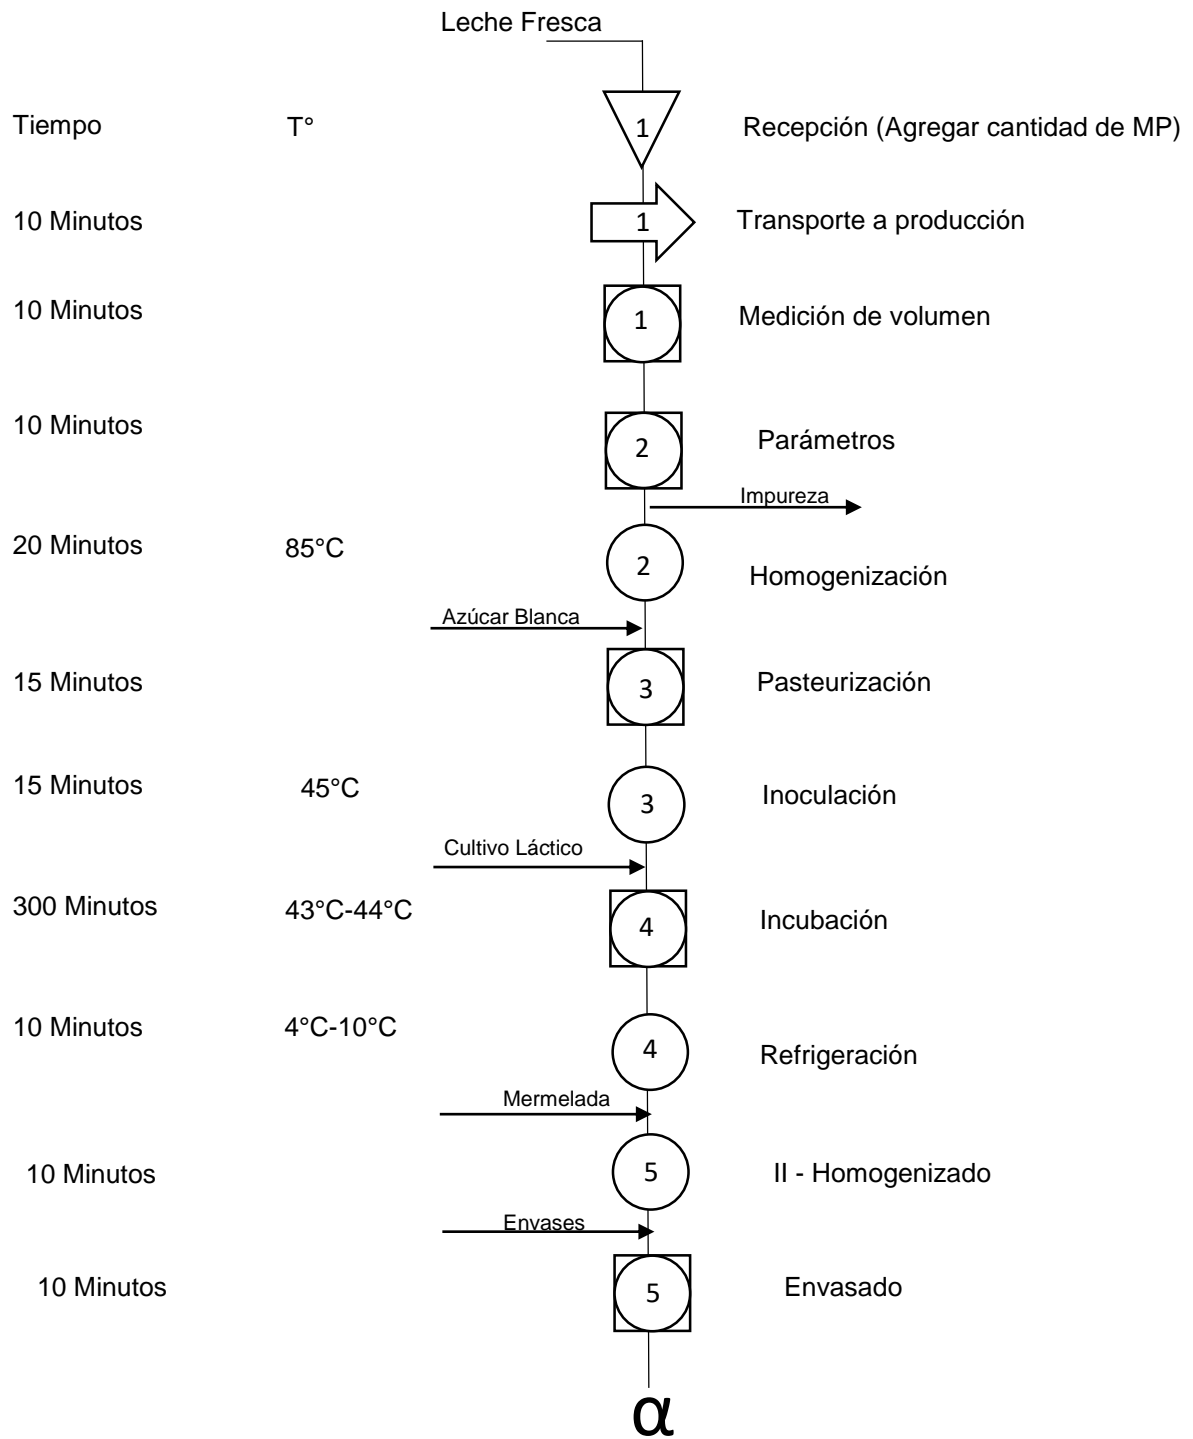 Leche Fresca
Tiempo T° 1 Recepción (Agregar cantidad de MP)
10 Minutos 1 Transporte a producción
10 Minutos 1 Medición de volumen
10 Minutos 2 Parámetros
Impureza
20 Minutos 85°C 2 Homogenización
Azúcar Blanca
15 Minutos 3 Pasteurización
15 Minutos 45°C 3 Inoculación
Cultivo Láctico
300 Minutos 43°C-44°C 4 Incubación
10 Minutos 4°C-10°C 4 Refrigeración
Mermelada
10 Minutos 5 II - Homogenizado
Envases
10 Minutos 5 Envasado
α